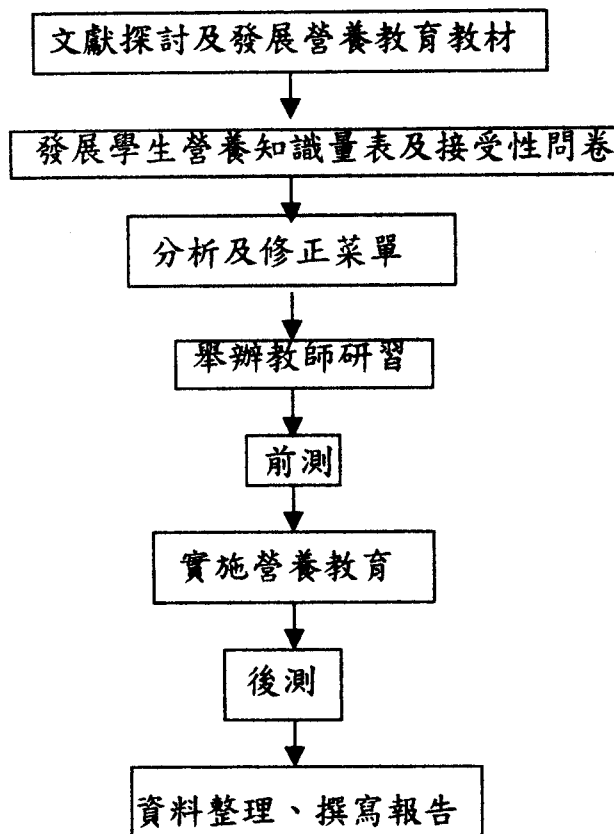 文獻探討及發展營養教育教材
發展學生營養知識量表及接受性問卷
分析及修正菜單
舉辦教師研習
前測
實施營養教育
後測
資料整理、撰寫報告